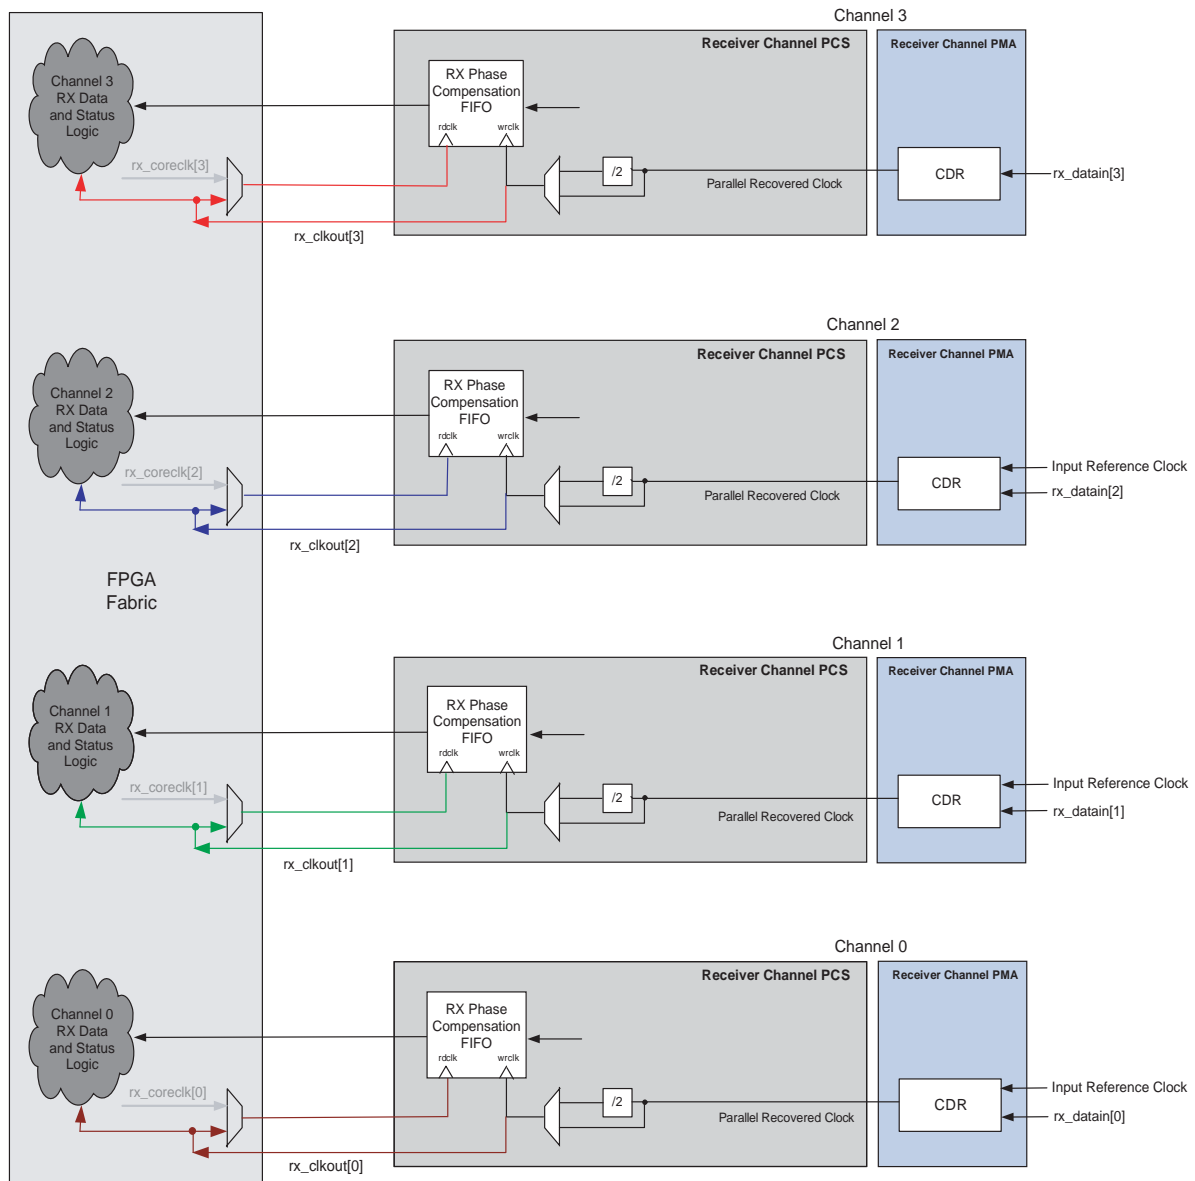 Channel 3
Receiver Channel PCS
Receiver Channel PMA
Channel 3
RX Data
and Status
Logic
RX Phase
Compensation
FIFO
rdclk
wrclk
rx_coreclk[3]
/2
Parallel Recovered Clock
CDR
rx_datain[3]
rx_clkout[3]
Channel 2
Receiver Channel PCS
Receiver Channel PMA
Channel 2
RX Data
and Status
Logic
RX Phase
Compensation
FIFO
rdclk
wrclk
rx_coreclk[2]
/2
Parallel Recovered Clock
CDR
Input Reference Clock
rx_datain[2]
rx_clkout[2]
FPGA
Fabric
Channel 1
Receiver Channel PCS
Receiver Channel PMA
Channel 1
RX Data
and Status
Logic
RX Phase
Compensation
FIFO
rdclk
wrclk
rx_coreclk[1]
/2
Parallel Recovered Clock
CDR
Input Reference Clock
rx_datain[1]
rx_clkout[1]
Channel 0
Receiver Channel PCS
Receiver Channel PMA
Channel 0
RX Data
and Status
Logic
RX Phase
Compensation
FIFO
rdclk
wrclk
rx_coreclk[0]
/2
Parallel Recovered Clock
CDR
Input Reference Clock
rx_datain[0]
rx_clkout[0]